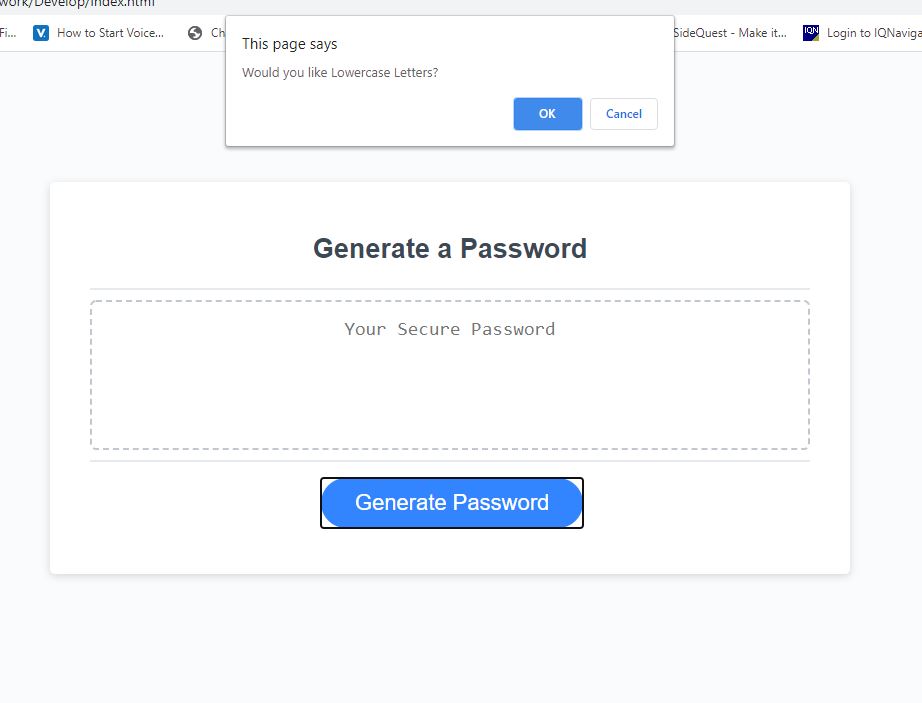 work/Develop/index.html
Fi... How to Start Voice... Ch SideQuest - Make it... IQN Login to IQNaviga
This page says
Would you like Lowercase Letters?
OK Cancel
Generate a Password
Your Secure Password
Generate Password